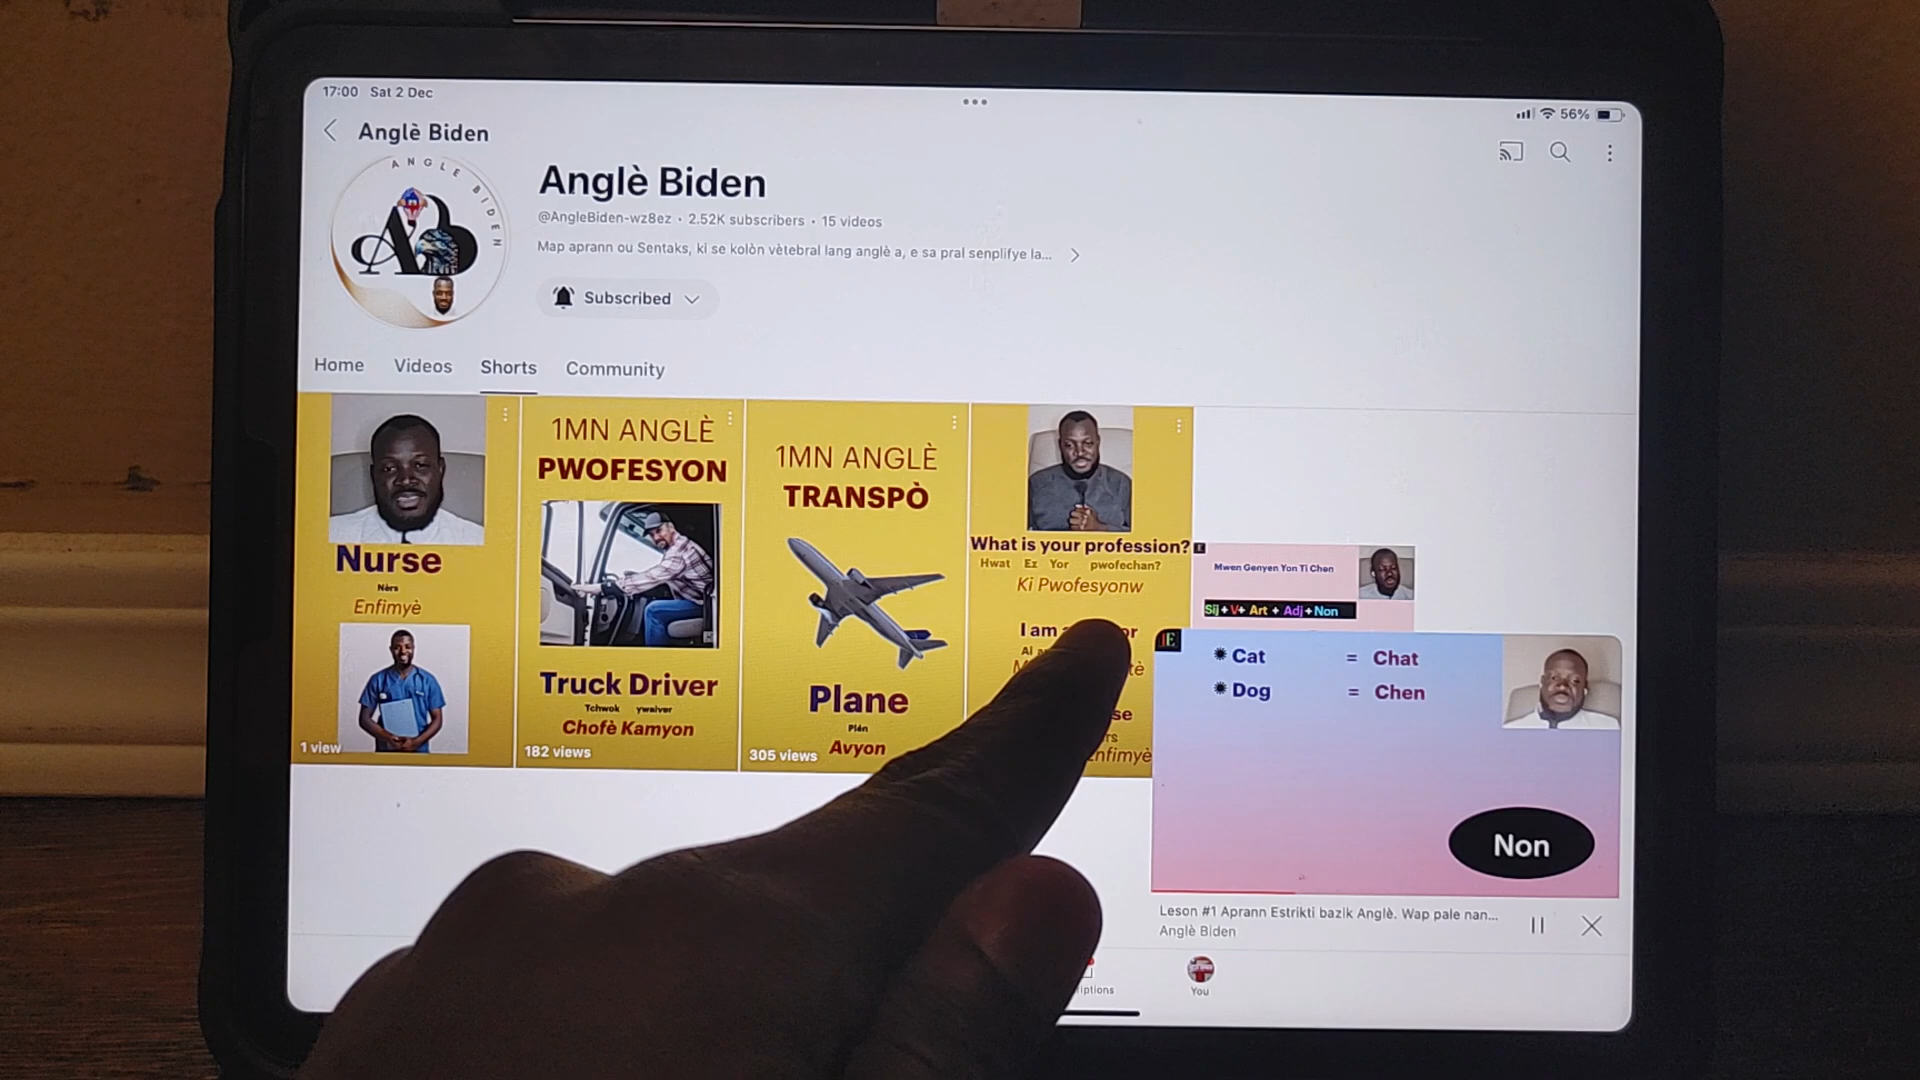 17:00 Sat 2 Dec
56%
Anglè Biden
ANGLE BIDEN
Anglè Biden
@AngleBiden-wz8ez • 2.52K subscribers • 15 videos
Map aprann ou Sentaks, ki se kolòn vètebral lang anglè a, e sa pral senplifye la...
Subscribed
Home Videos Shorts Community
Nurse
Nèrs
Enfimyè
1 view
1MN ANGLÈ
PWOFESYON
Truck Driver
Tchwok ywaiver
Chofè Kamyon
182 views
1MN ANGLÈ
TRANSPÒ
Plane
Plén
Avyon
305 views
What is your profession?
Hwat Ez Yor pwofechan?
Ki Pwofesyonw
I am
Enfimyè
Mwen Genyen Yon Ti Chen
Sij + V + Art + Adj + Non
Cat = Chat
Dog = Chen
Non
Leson #1 Aprann Estrikti bazik Anglè. Wap pale nan...
Anglè Biden
You